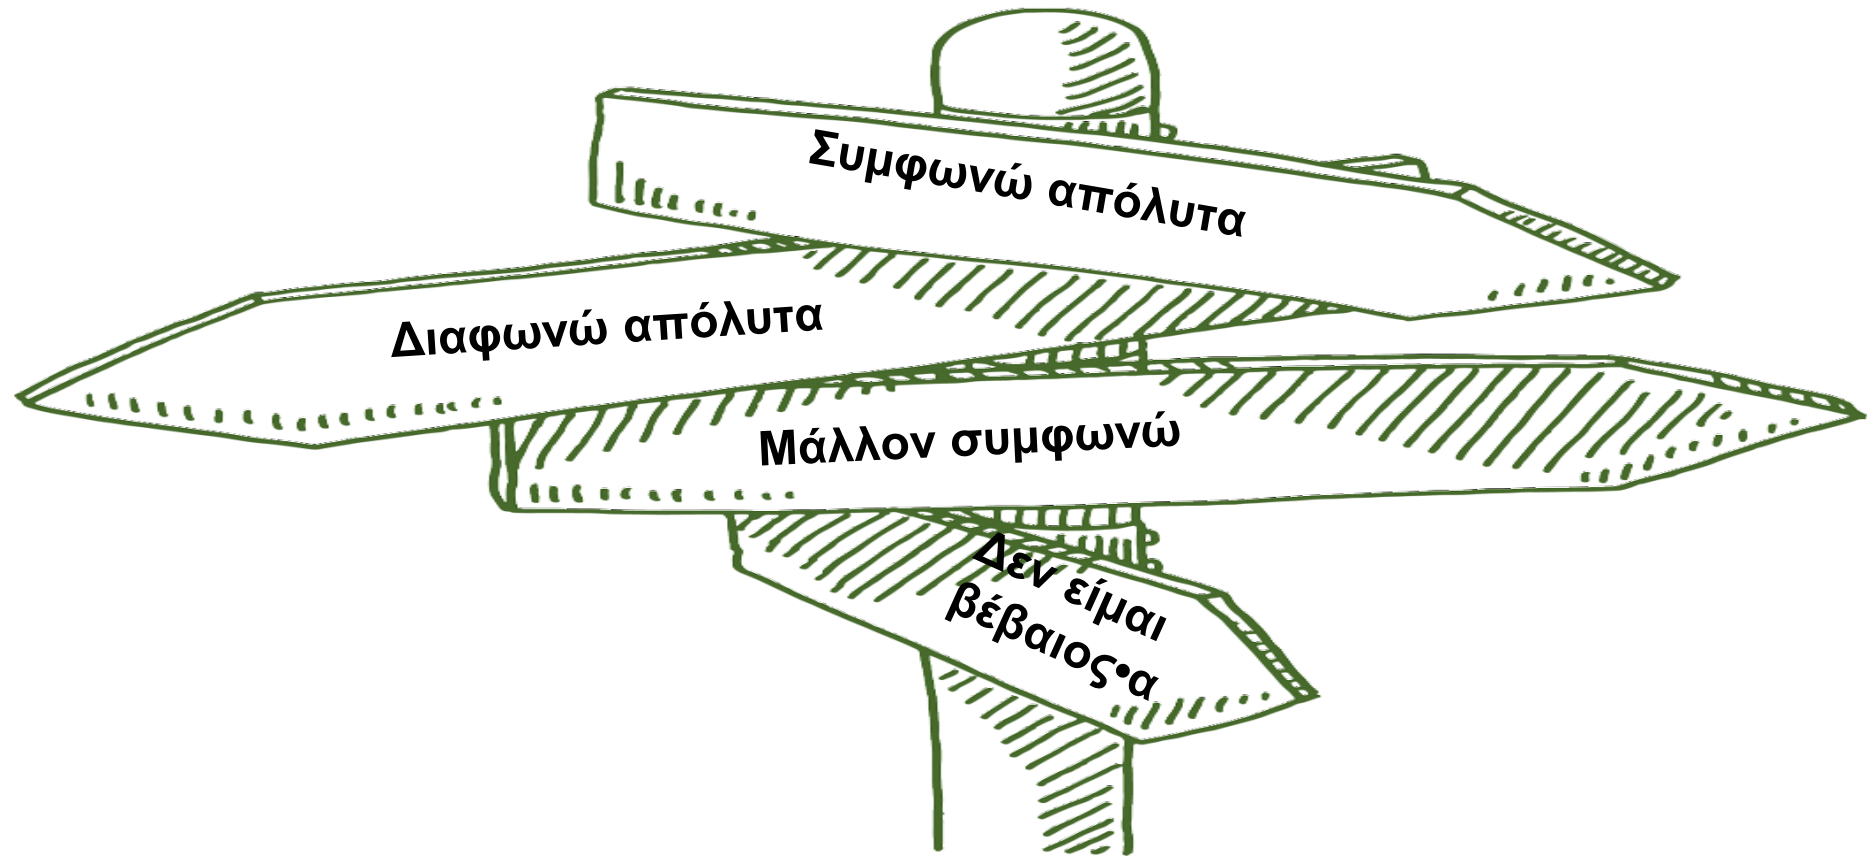 Συμφωνώ απόλυτα
Διαφωνώ απόλυτα
Μάλλον συμφωνώ
Δεν είμαι
βέβαιος•α